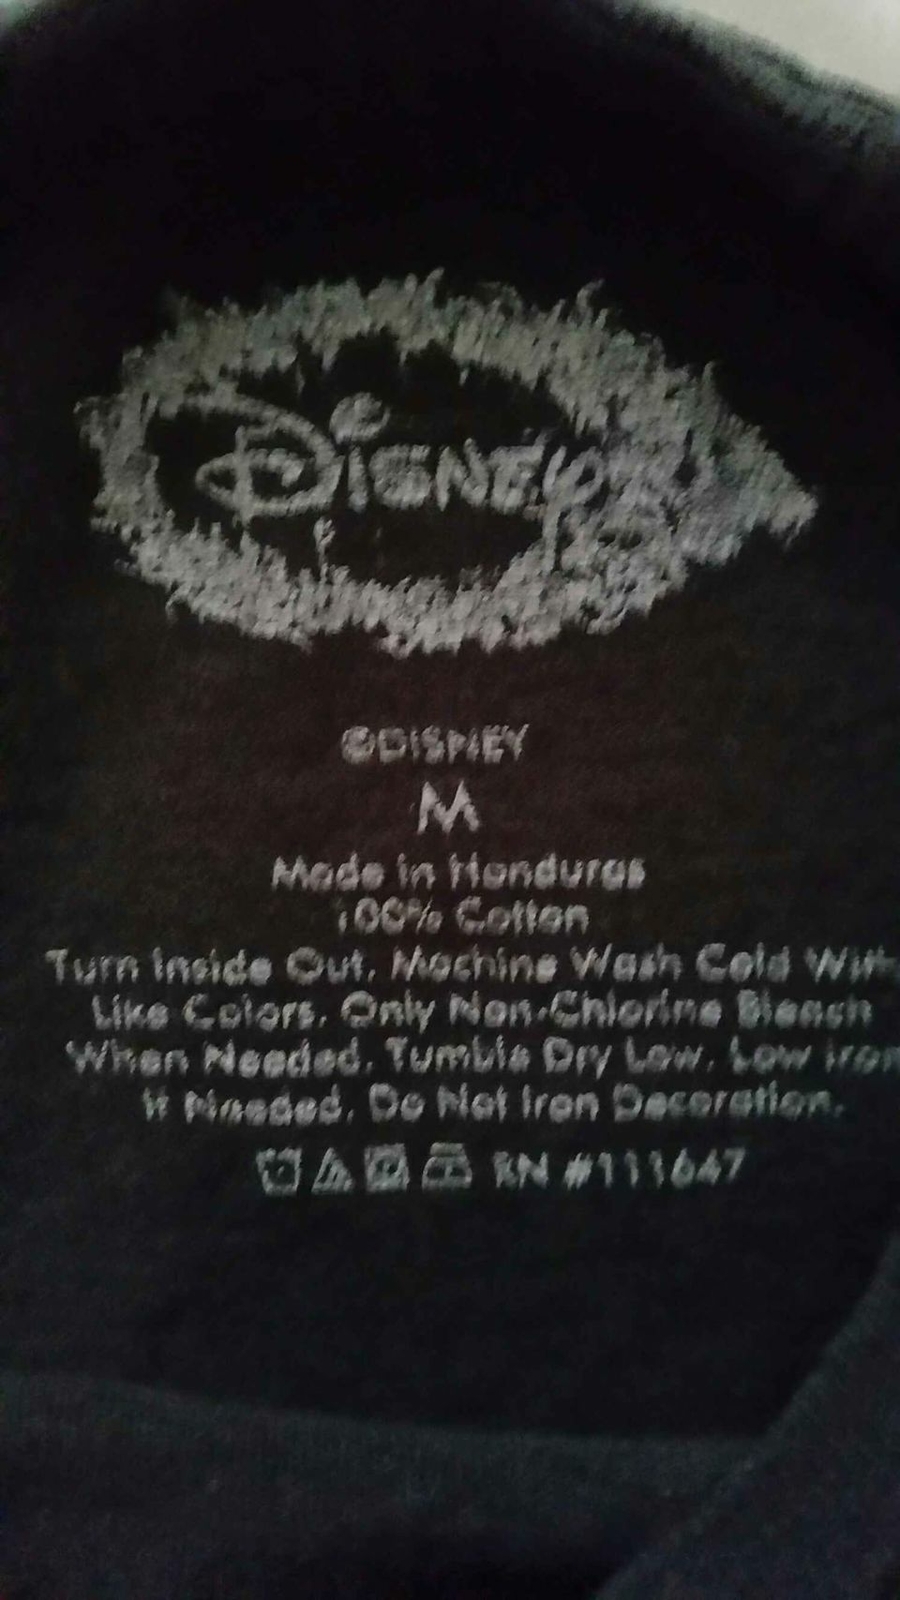 Disney
©DISNEY
M
Made in Honduras
100% Cotton
Turn Inside Out. Machine Wash Cold With
Like Colors. Only Non-Chlorine Bleach
When Needed. Tumble Dry Low. Low Iron
If Needed. Do Not Iron Decoration.
RN #111647